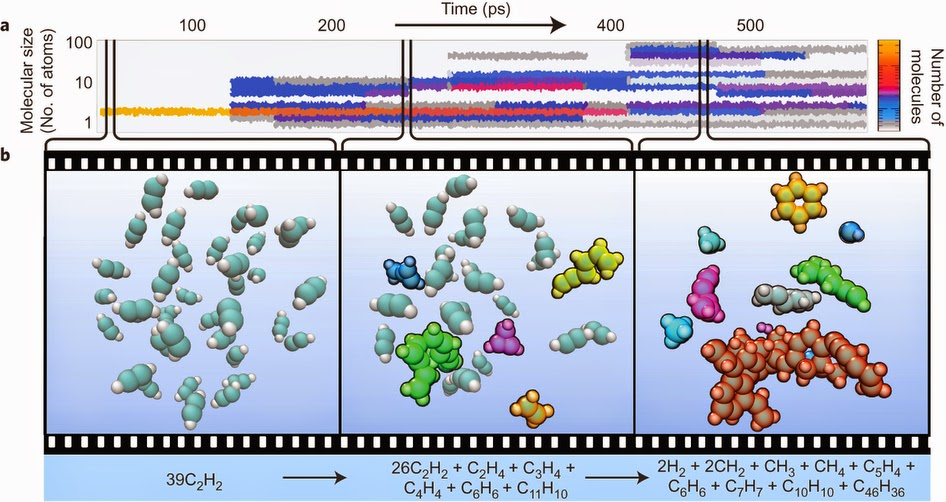 a
Time (ps)
100 200 400 500
Molecular size
(No. of atoms)
100
10
1
Number of
molecules
b
39C₂H₂
26C₂H₂ + C₂H₄ + C₃H₄ +
C₄H₄ + C₆H₆ + C₁₁H₁₀
2H₂ + 2CH₂ + CH₃ + CH₄ + C₅H₄ +
C₆H₆ + C₇H₇ + C₁₀H₁₀ + C₄₆H₃₆